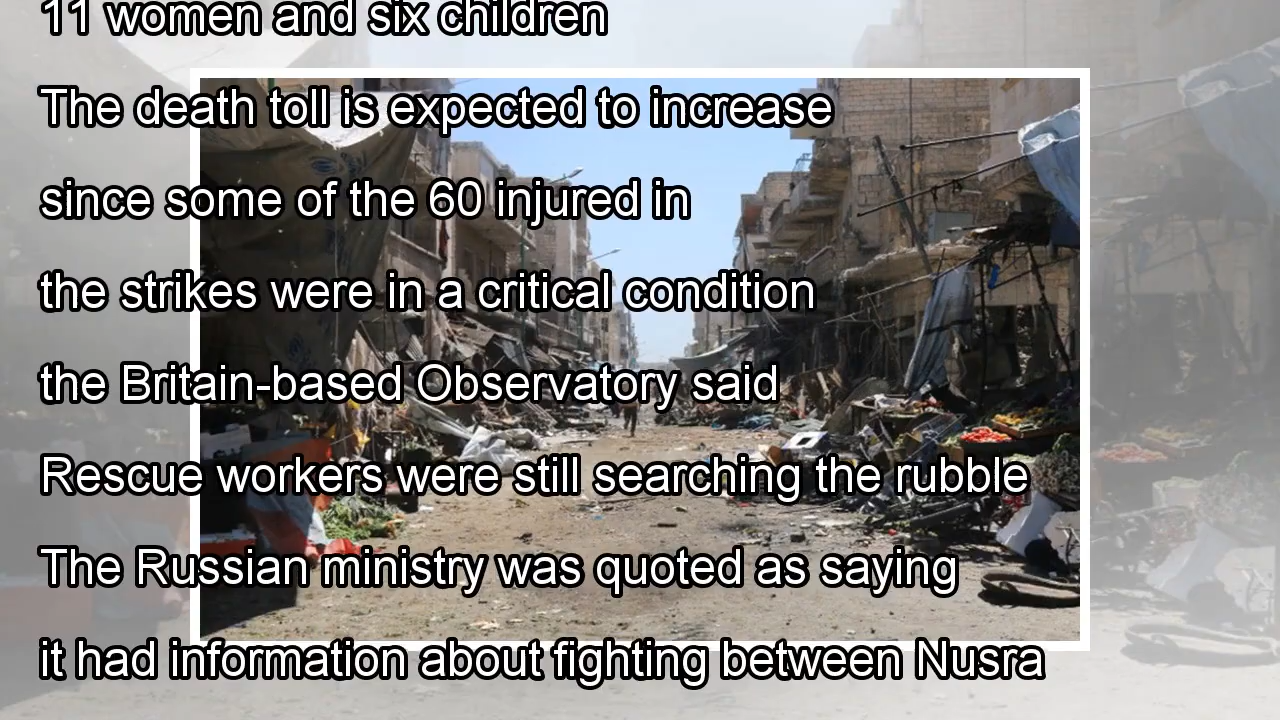 11 women and six children
The death toll is expected to increase
since some of the 60 injured in
the strikes were in a critical condition
the Britain-based Observatory said
Rescue workers were still searching the rubble
The Russian ministry was quoted as saying
it had information about fighting between Nusra